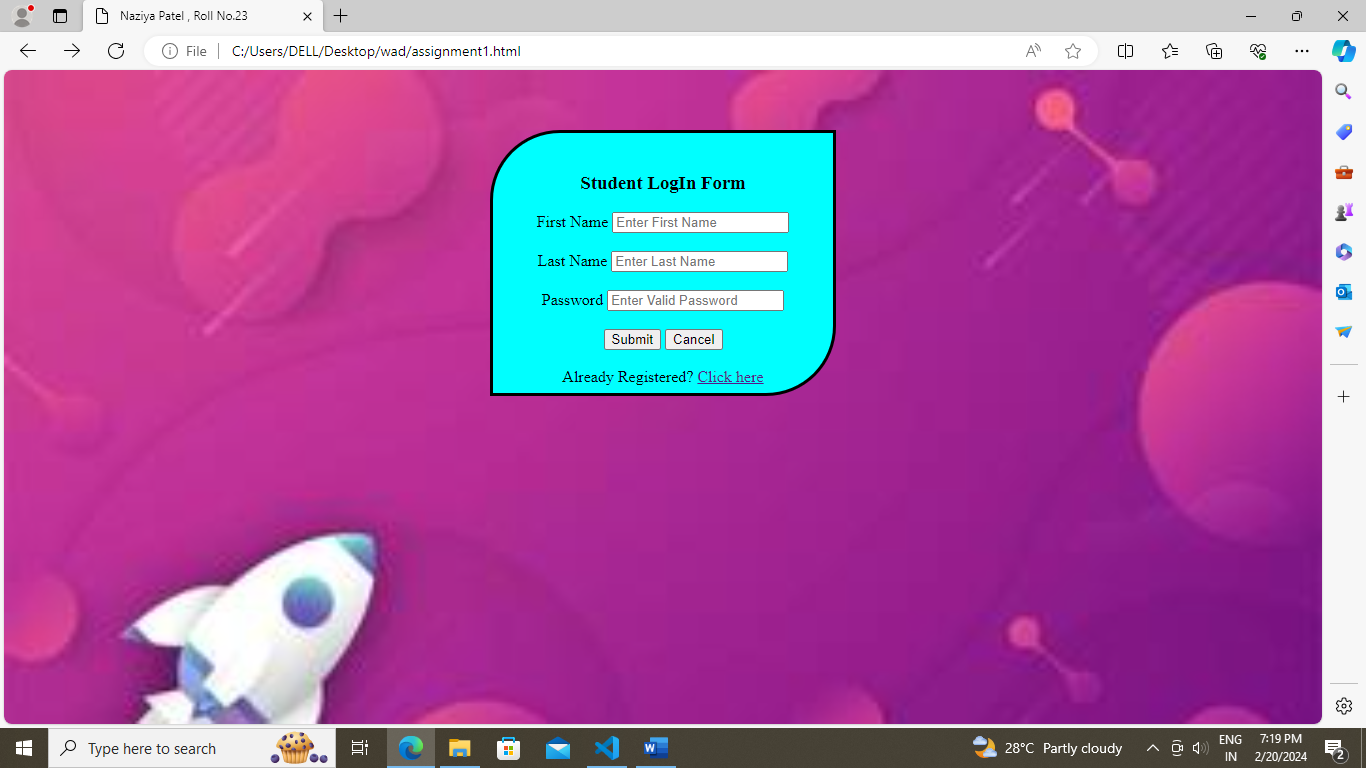 Naziya Patel , Roll No.23
File
C:/Users/DELL/Desktop/wad/assignment1.html
Student LogIn Form
First Name Enter First Name
Last Name Enter Last Name
Password Enter Valid Password
Submit Cancel
Already Registered? Click here
Type here to search
28°C Partly cloudy
ENG
IN
7:19 PM
2/20/2024
2